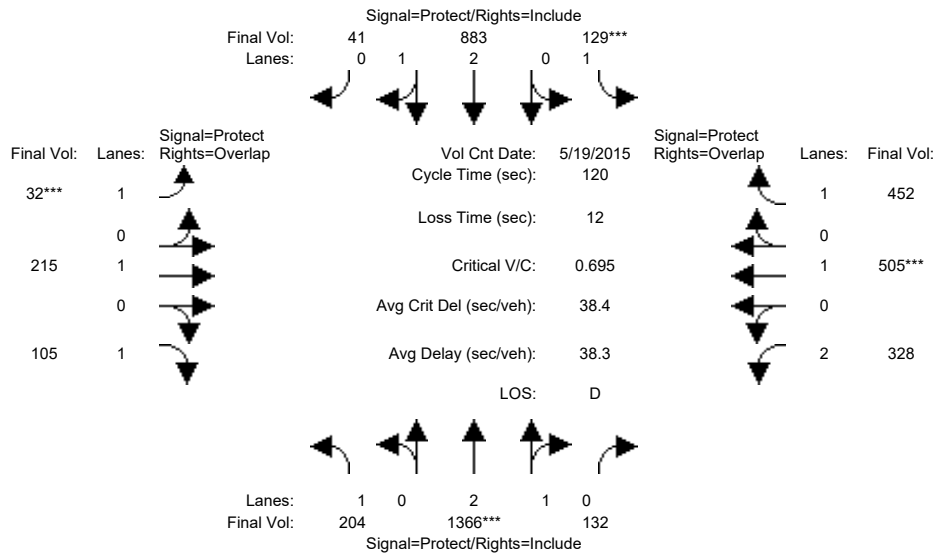 Signal=Protect/Rights=Include
Final Vol: 41 883 129***
Lanes: 0 1 2 0 1
Signal=Protect
Final Vol: Lanes: Rights=Overlap
Vol Cnt Date: 5/19/2015
Signal=Protect
Rights=Overlap Lanes: Final Vol:
Cycle Time (sec): 120
32*** 1
1 452
Loss Time (sec): 12
0
0
215 1
Critical V/C: 0.695
1 505***
0
Avg Crit Del (sec/veh): 38.4
0
105 1
Avg Delay (sec/veh): 38.3
2 328
LOS: D
Lanes: 1 0 2 1 0
Final Vol: 204 1366*** 132
Signal=Protect/Rights=Include